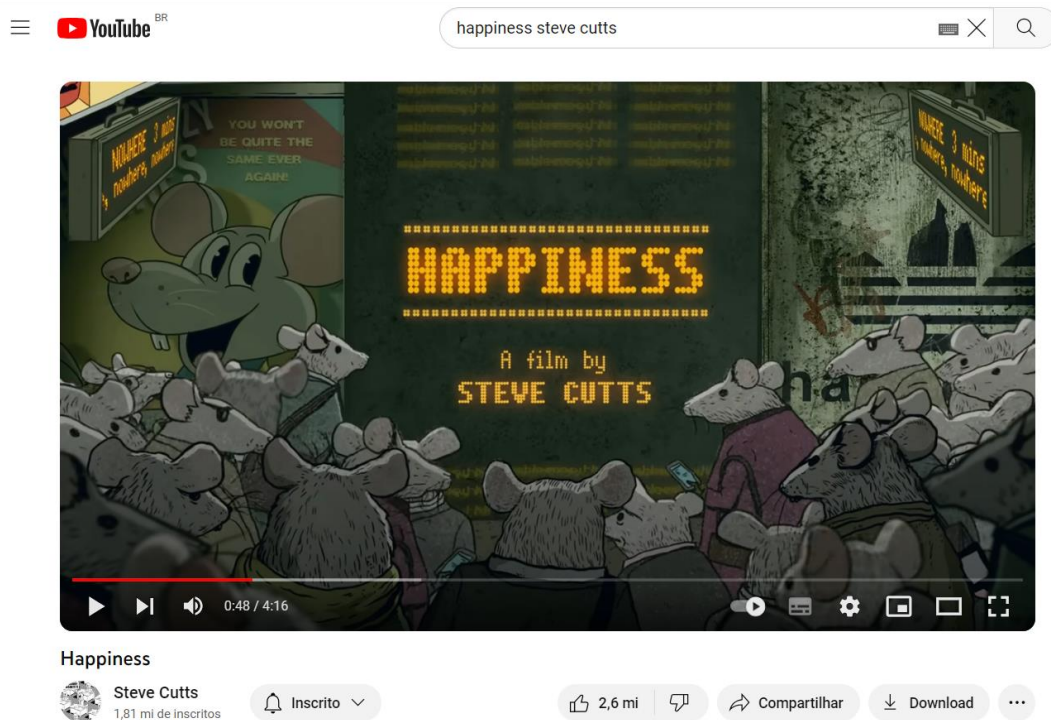 YouTube BR
happiness steve cutts
NOWHERE 3 mins
nowhere, nowhere
YOU WON'T
BE QUITE THE
SAME EVER
AGAIN!
NOWHERE 3 mins
nowhere, nowhere
HAPPINESS
A film by
STEVE CUTTS
ha
0:48 / 4:16
Happiness
Steve Cutts
1,81 mi de inscritos
Inscrito
2,6 mi
Compartilhar
Download